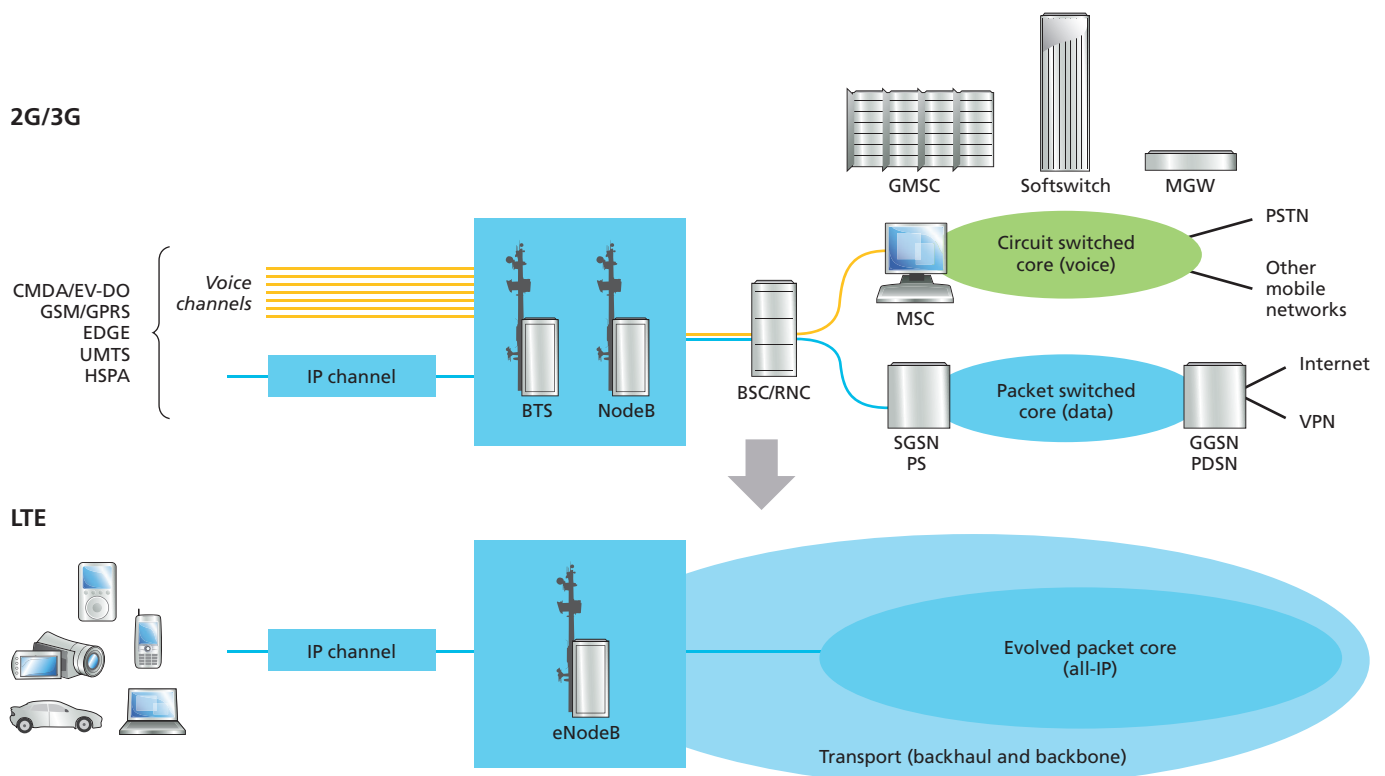 2G/3G
GMSC
Softswitch
MGW
Voice
channels
CMDA/EV-DO
GSM/GPRS
EDGE
UMTS
HSPA
IP channel
BTS
NodeB
BSC/RNC
MSC
Circuit switched
core (voice)
PSTN
Other
mobile
networks
SGSN
PS
Packet switched
core (data)
GGSN
PDSN
Internet
VPN
LTE
IP channel
eNodeB
Evolved packet core
(all-IP)
Transport (backhaul and backbone)